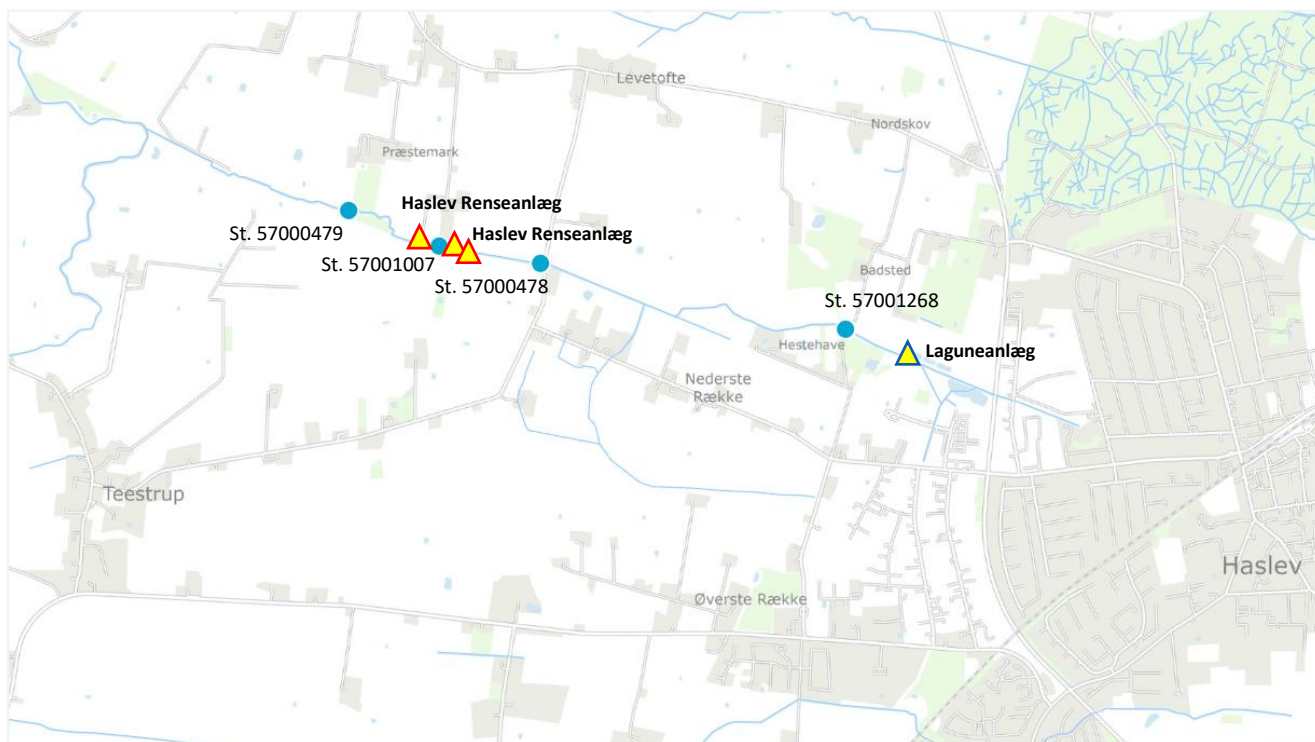 Levetofte
Nordskov
Præstemark
Haslev Renseanlæg
St. 57000479
Haslev Renseanlæg
St. 57001007
St. 57000478
Badsted
St. 57001268
Hestehave
Laguneanlæg
Nederste
Række
Teestrup
Haslev
Øverste Række